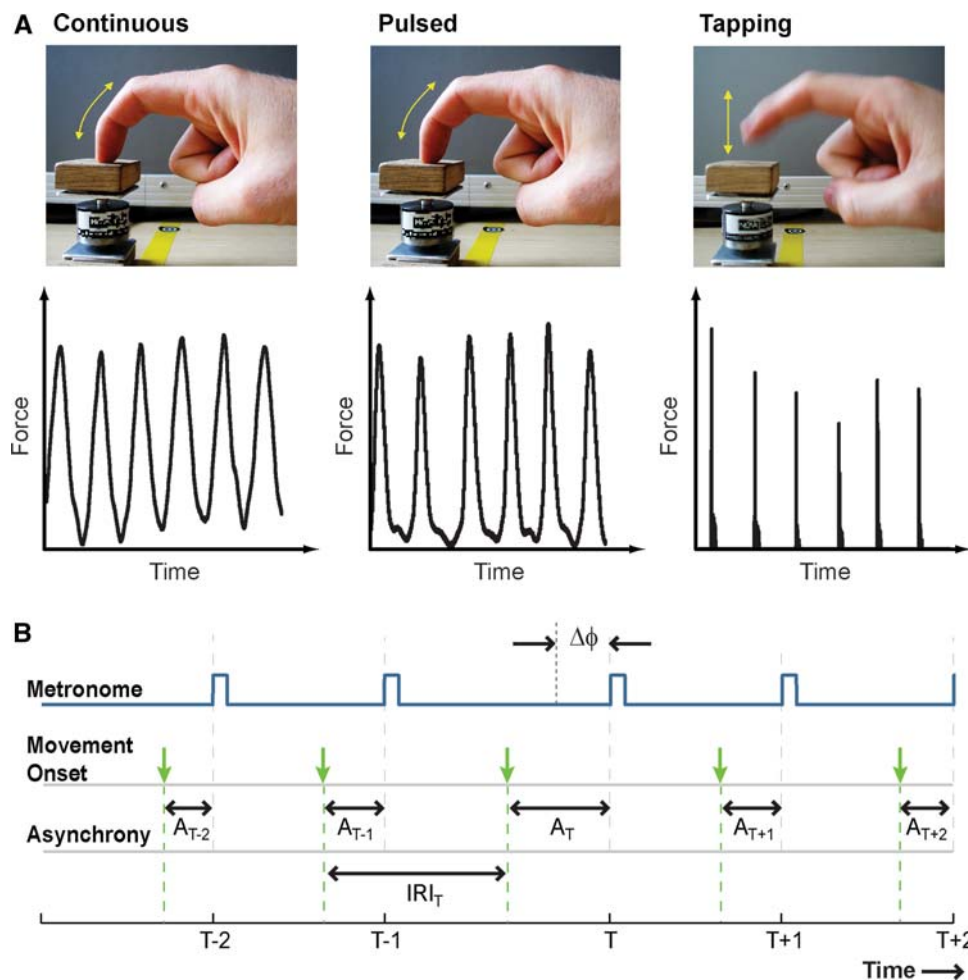 A Continuous Pulsed Tapping
Force Force Force
Time Time Time
B
Δϕ
Metronome
Movement
Onset
A_T-2 A_T-1 A_T A_T+1 A_T+2
Asynchrony
IRI_T
T-2 T-1 T T+1 T+2
Time